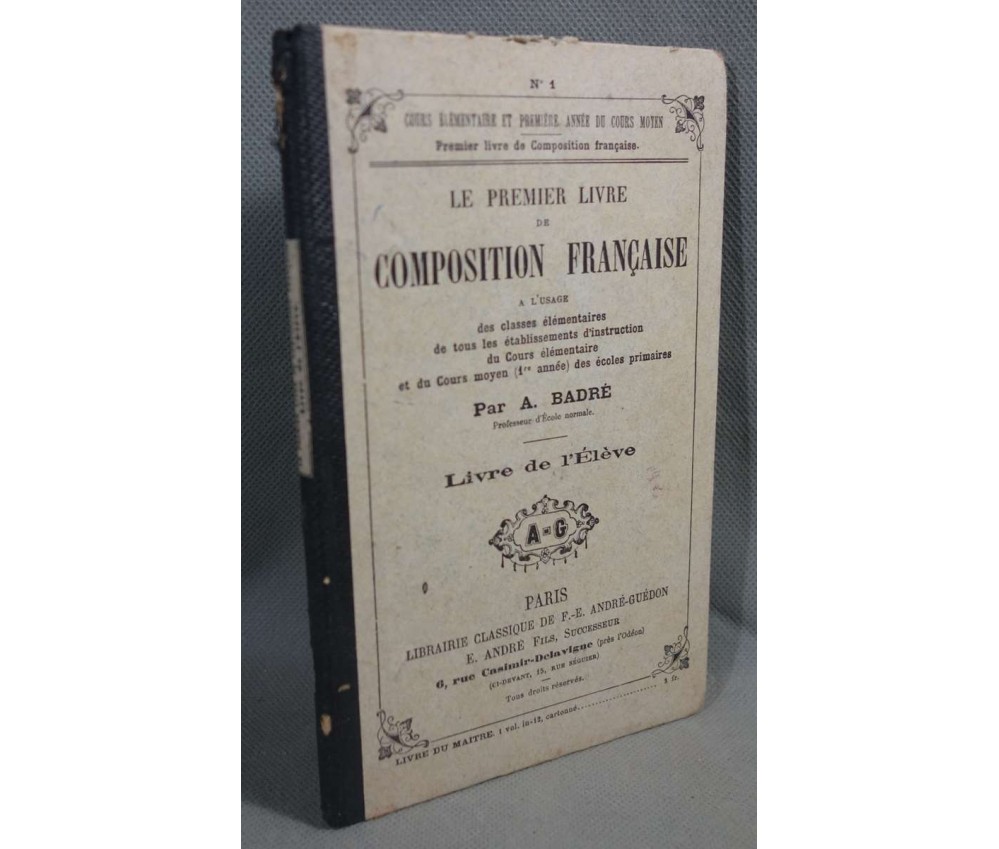 N° 1
COURS ÉLÉMENTAIRE ET PREMIÈRE ANNÉE DU COURS MOYEN
Premier livre de Composition française.
LE PREMIER LIVRE
DE
COMPOSITION FRANÇAISE
A L'USAGE
des classes élémentaires
de tous les établissements d'instruction
du Cours élémentaire
et du Cours moyen (1re année) des écoles primaires
Par A. BADRÉ
Professeur d'École normale.
Livre de l'Élève
A-G
PARIS
LIBRAIRIE CLASSIQUE DE F.-E. ANDRÉ-GUÉDON
E. ANDRÉ FILS, SUCCESSEUR
6, rue Casimir-Delavigne (près l'Odéon)
(CI-DEVANT, 15, RUE SÉGUIER)
Tous droits réservés.
LIVRE DU MAITRE. 1 vol. in-12, cartonné........................ 1 fr.